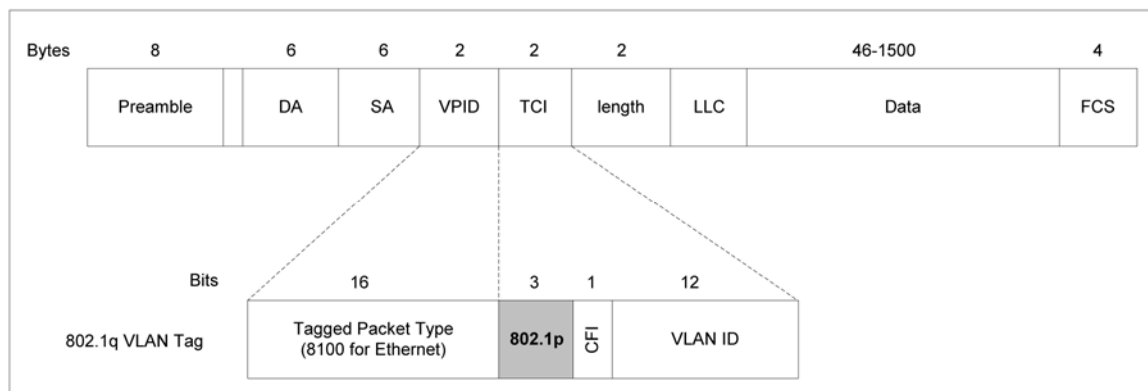 Bytes 8 6 6 2 2 2 46-1500 4
Preamble DA SA VPID TCI length LLC Data FCS
Bits 16 3 1 12
802.1q VLAN Tag
Tagged Packet Type
(8100 for Ethernet)
802.1p
CFI
VLAN ID